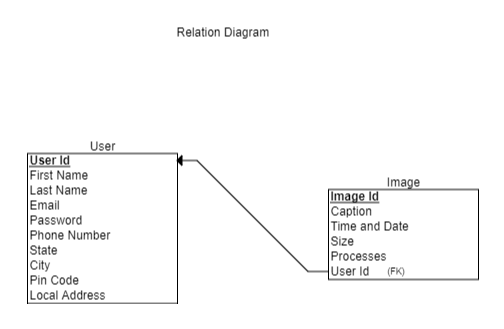 Relation Diagram
User
User Id
First Name
Last Name
Email
Password
Phone Number
State
City
Pin Code
Local Address
Image
Image Id
Caption
Time and Date
Size
Processes
User Id (FK)